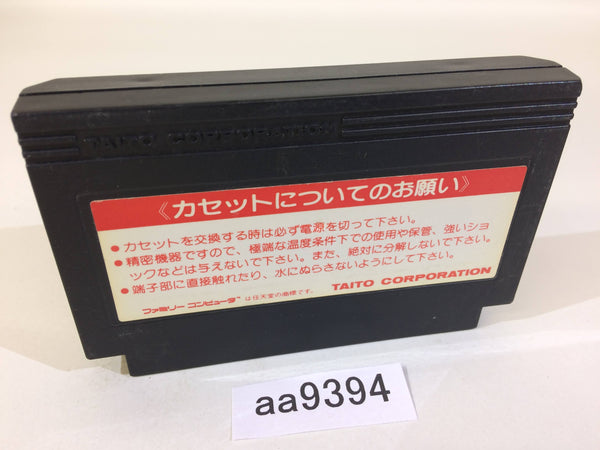 TAITO CORPORATION
《カセットについてのお願い》
● カセットを交換する時は必ず電源を切って下さい。
● 精密機器ですので、極端な温度条件下での使用や保管、強いショ
ックなどは与えないで下さい。また、絶対に分解しないで下さい。
● 端子部に直接触れたり、水にぬらさないようにして下さい。
ファミリー コンピュータ™ は任天堂の商標です。 TAITO CORPORATION
aa9394